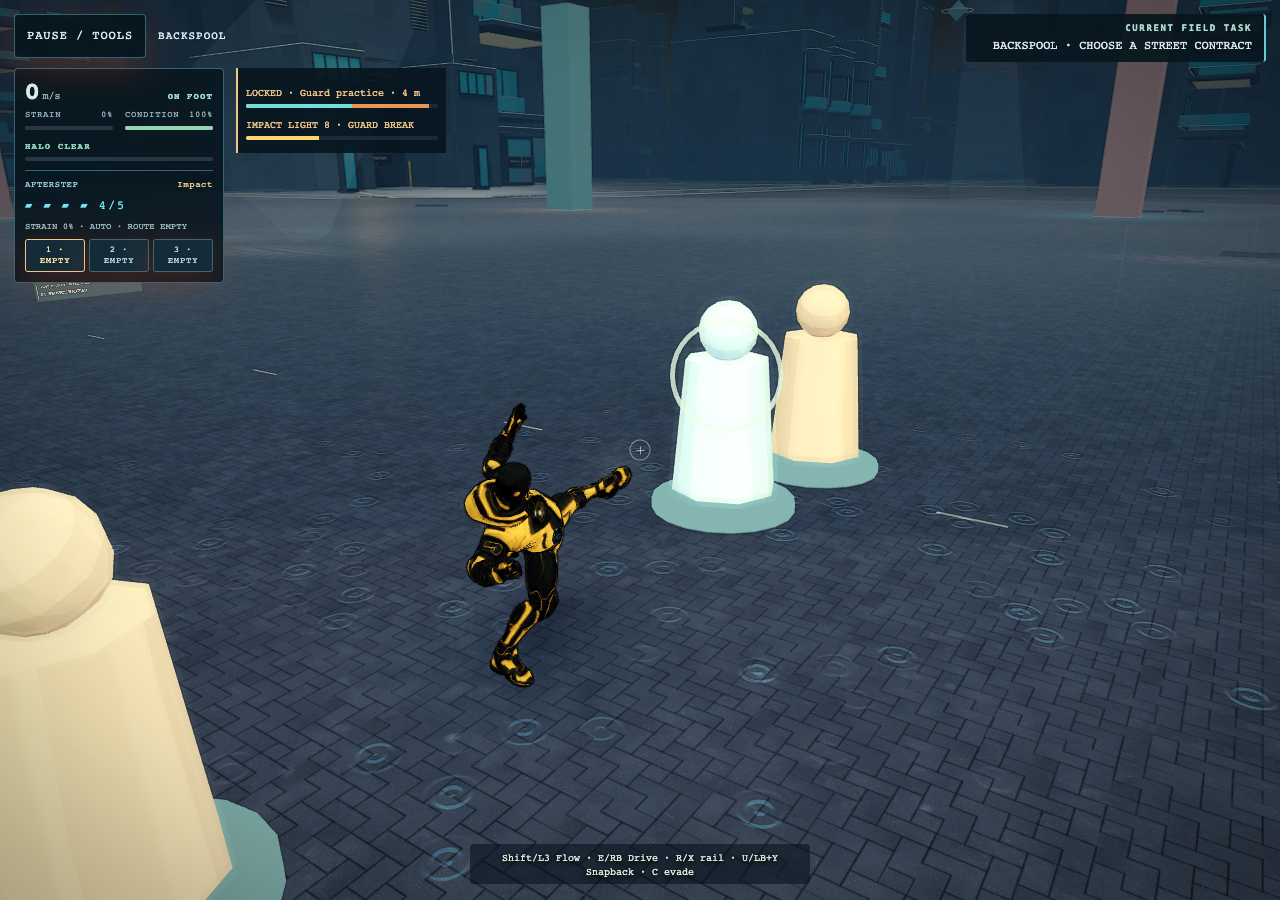 PAUSE / TOOLS
BACKSPOOL
CURRENT FIELD TASK
BACKSPOOL · CHOOSE A STREET CONTRACT
0 m/s
ON FOOT
STRAIN 0%
CONDITION 100%
HALO CLEAR
AFTERSTEP
Impact
4/5
STRAIN 0% · AUTO · ROUTE EMPTY
1 · EMPTY
2 · EMPTY
3 · EMPTY
LOCKED · Guard practice · 4 m
IMPACT LIGHT 8 · GUARD BREAK
Shift/L3 Flow · E/RB Drive · R/X rail · U/LB+Y
Snapback · C evade